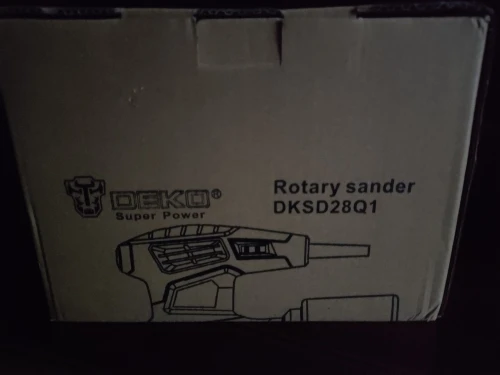 DEKO®
Super Power
Rotary sander
DKSD28Q1